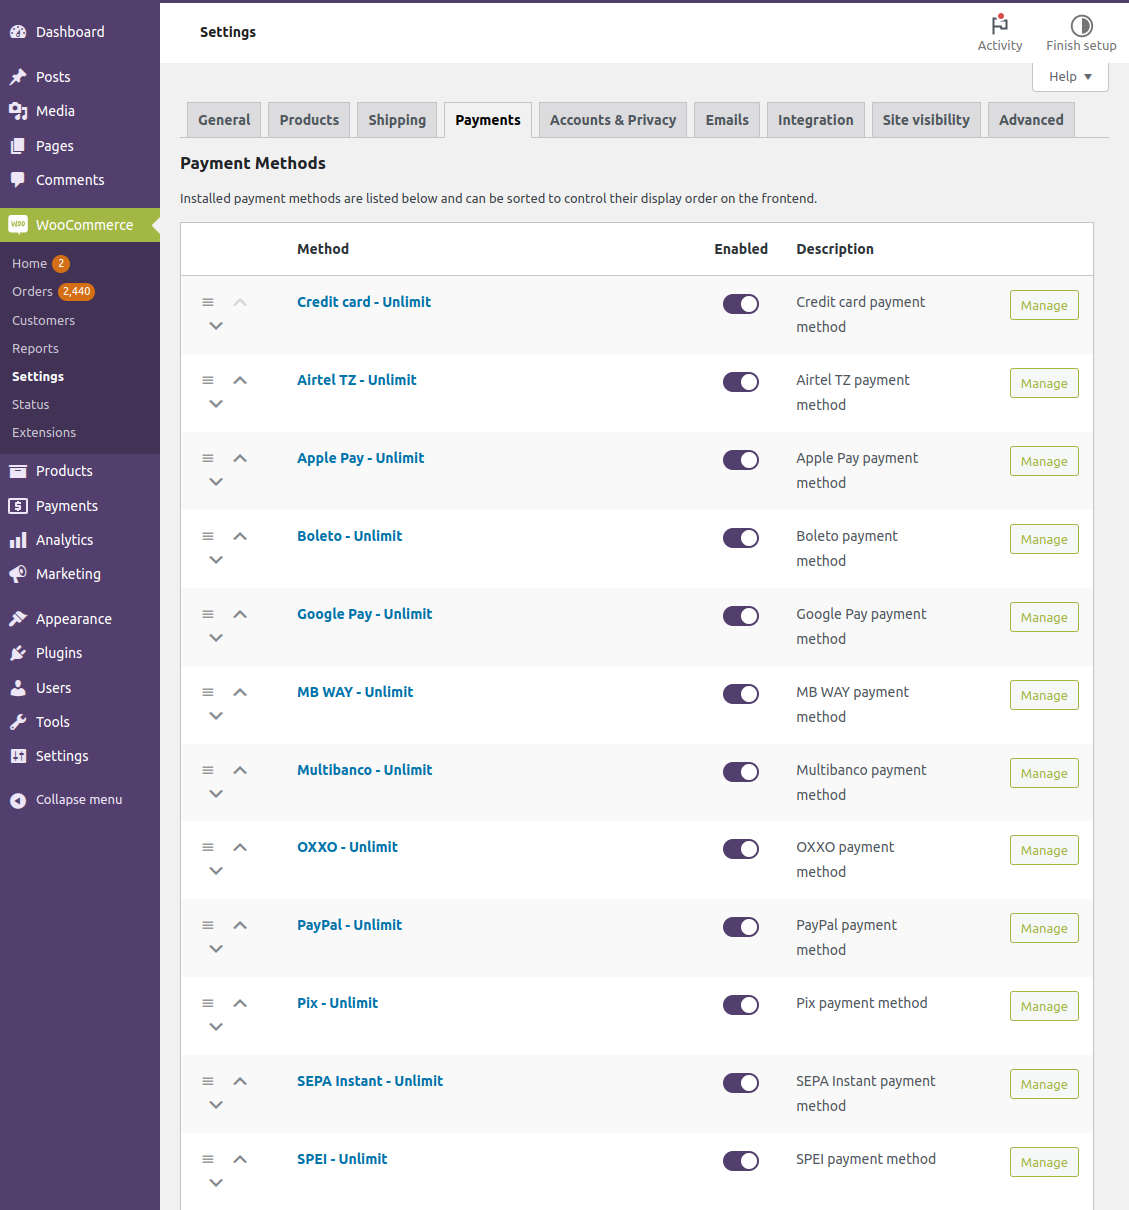 Dashboard
Posts
Media
Pages
Comments
WooCommerce
Home 2
Orders 2,440
Customers
Reports
Settings
Status
Extensions
Products
Payments
Analytics
Marketing
Appearance
Plugins
Users
Tools
Settings
Collapse menu
Settings
Activity
Finish setup
Help
General Products Shipping Payments Accounts & Privacy Emails Integration Site visibility Advanced
Payment Methods
Installed payment methods are listed below and can be sorted to control their display order on the frontend.
Method Enabled Description
Credit card - Unlimit Credit card payment Manage
method
Airtel TZ - Unlimit Airtel TZ payment Manage
method
Apple Pay - Unlimit Apple Pay payment Manage
method
Boleto - Unlimit Boleto payment Manage
method
Google Pay - Unlimit Google Pay payment Manage
method
MB WAY - Unlimit MB WAY payment Manage
method
Multibanco - Unlimit Multibanco payment Manage
method
OXXO - Unlimit OXXO payment Manage
method
PayPal - Unlimit PayPal payment Manage
method
Pix - Unlimit Pix payment method Manage
SEPA Instant - Unlimit SEPA Instant payment Manage
method
SPEI - Unlimit SPEI payment method Manage